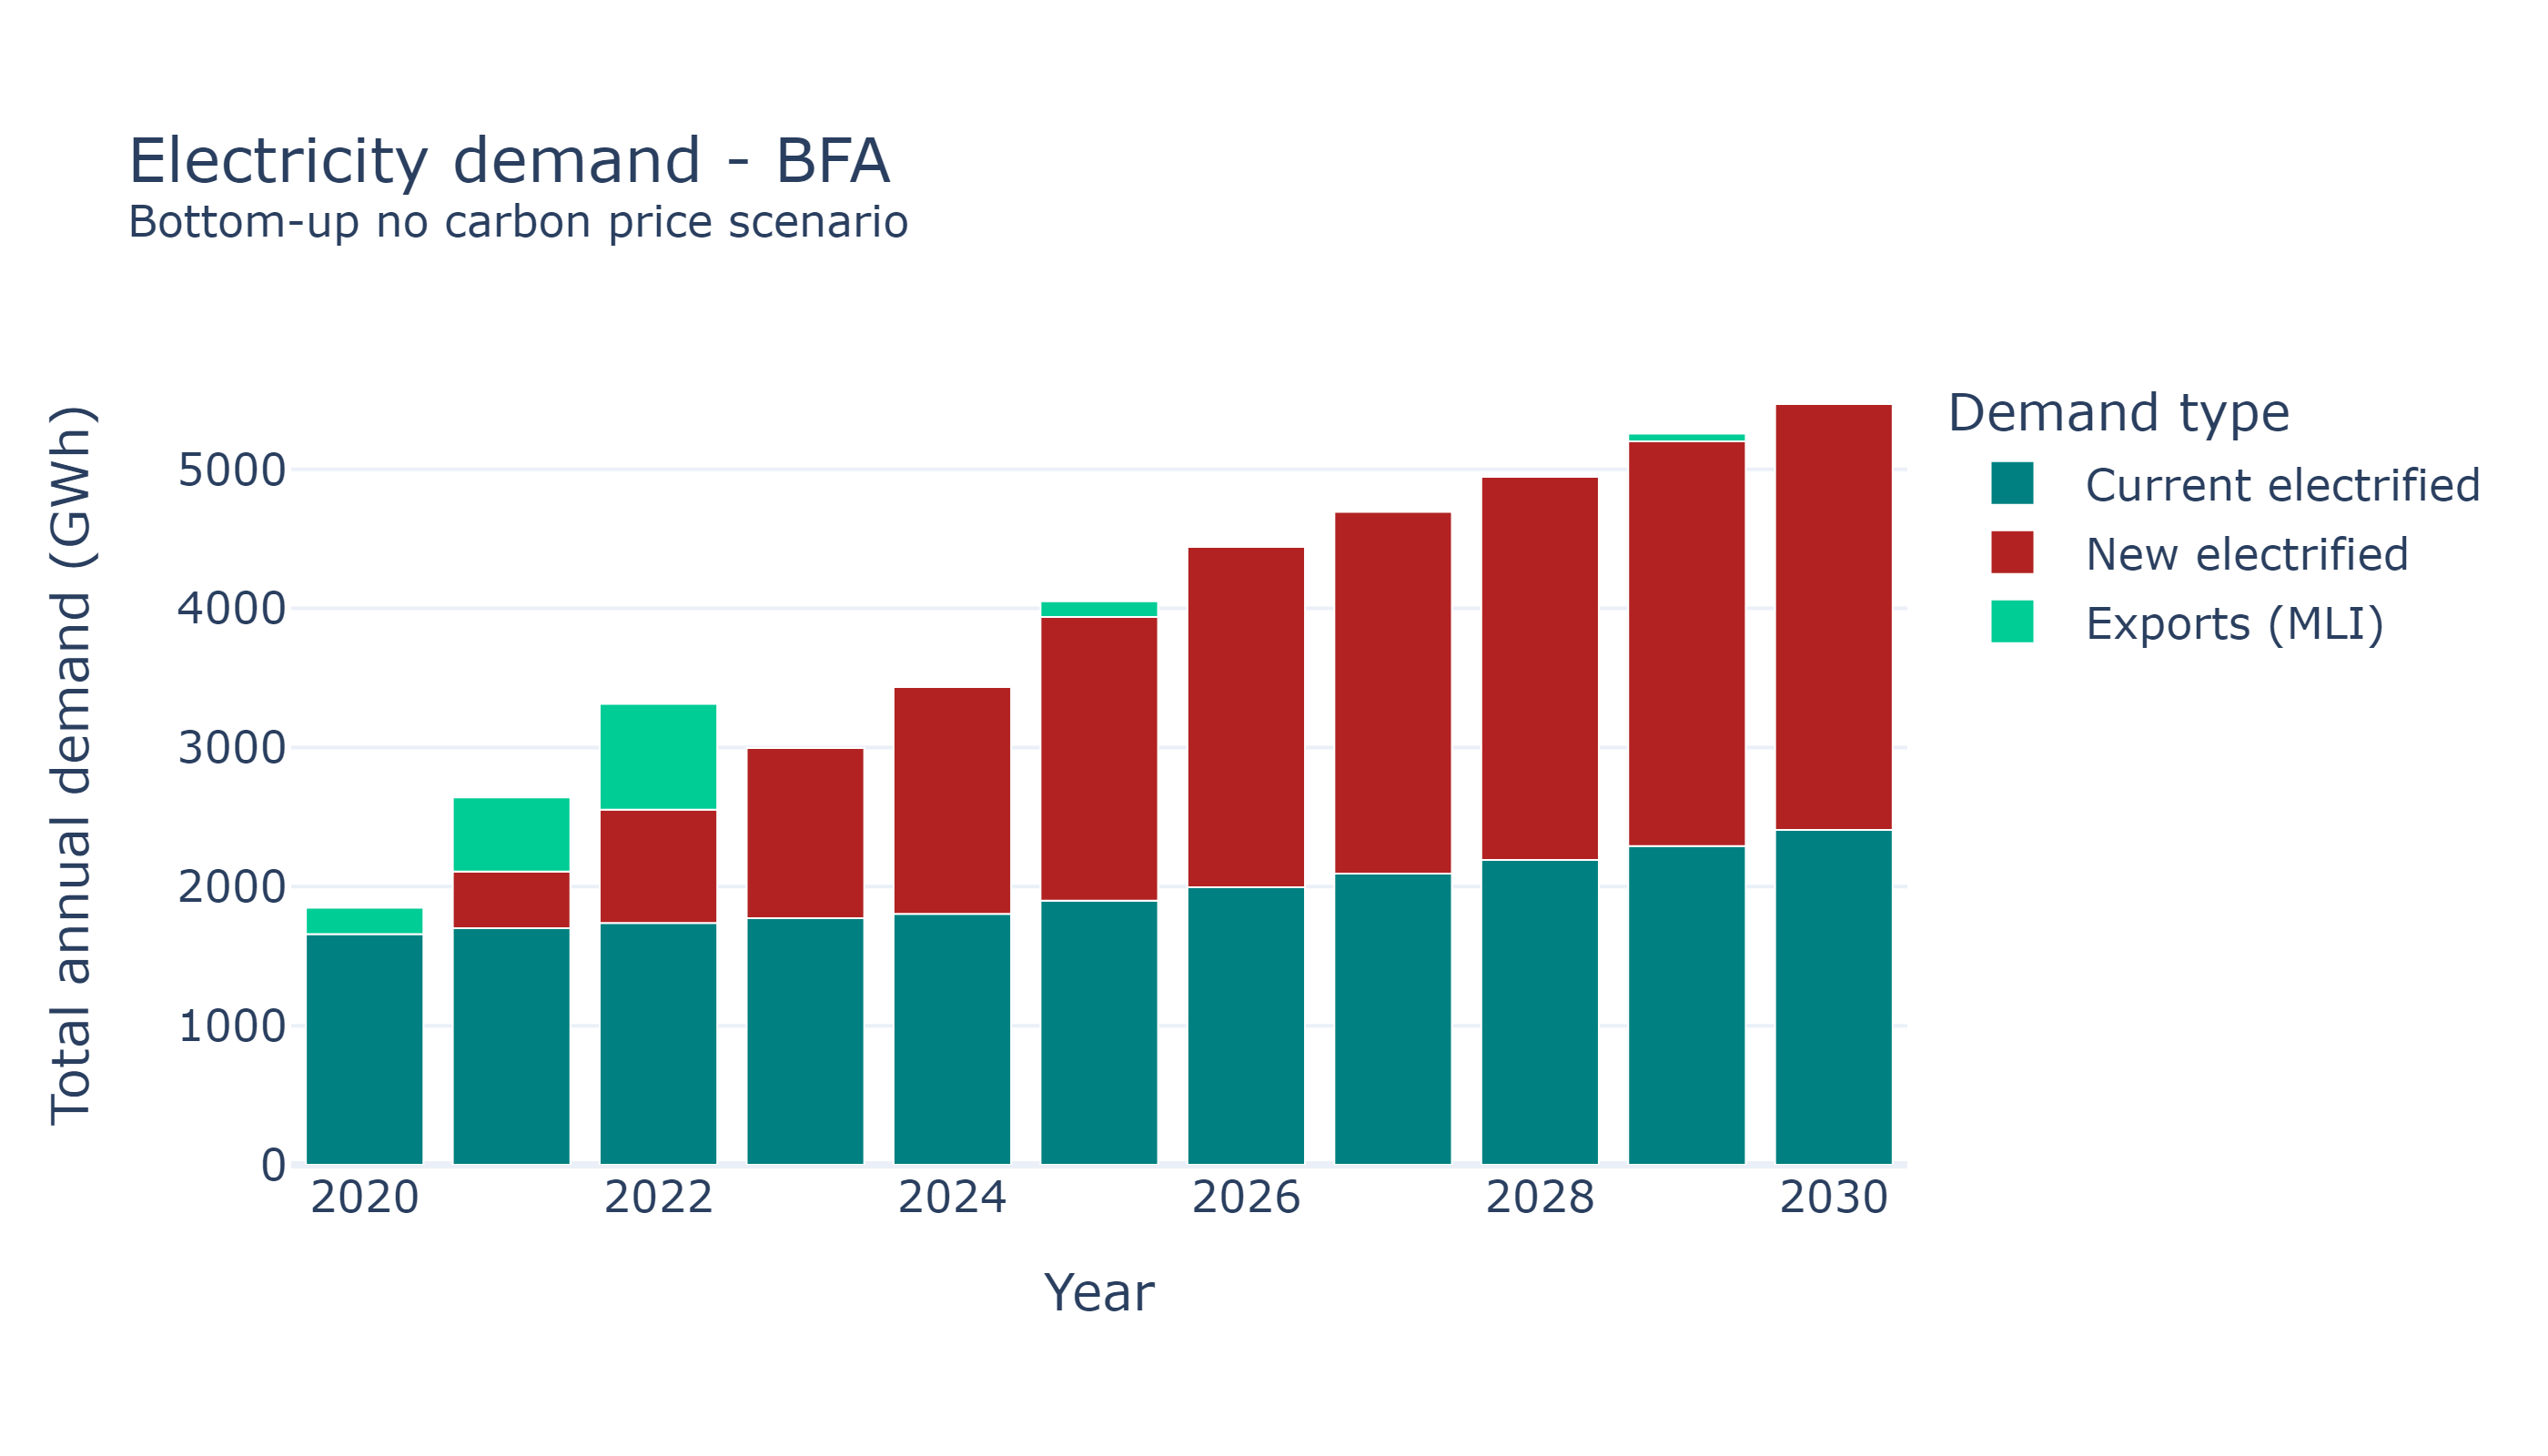 Electricity demand - BFA
Bottom-up no carbon price scenario
Total annual demand (GWh)
5000
4000
3000
2000
1000
0
2020
2022
2024
2026
2028
2030
Year
Demand type
Current electrified
New electrified
Exports (MLI)